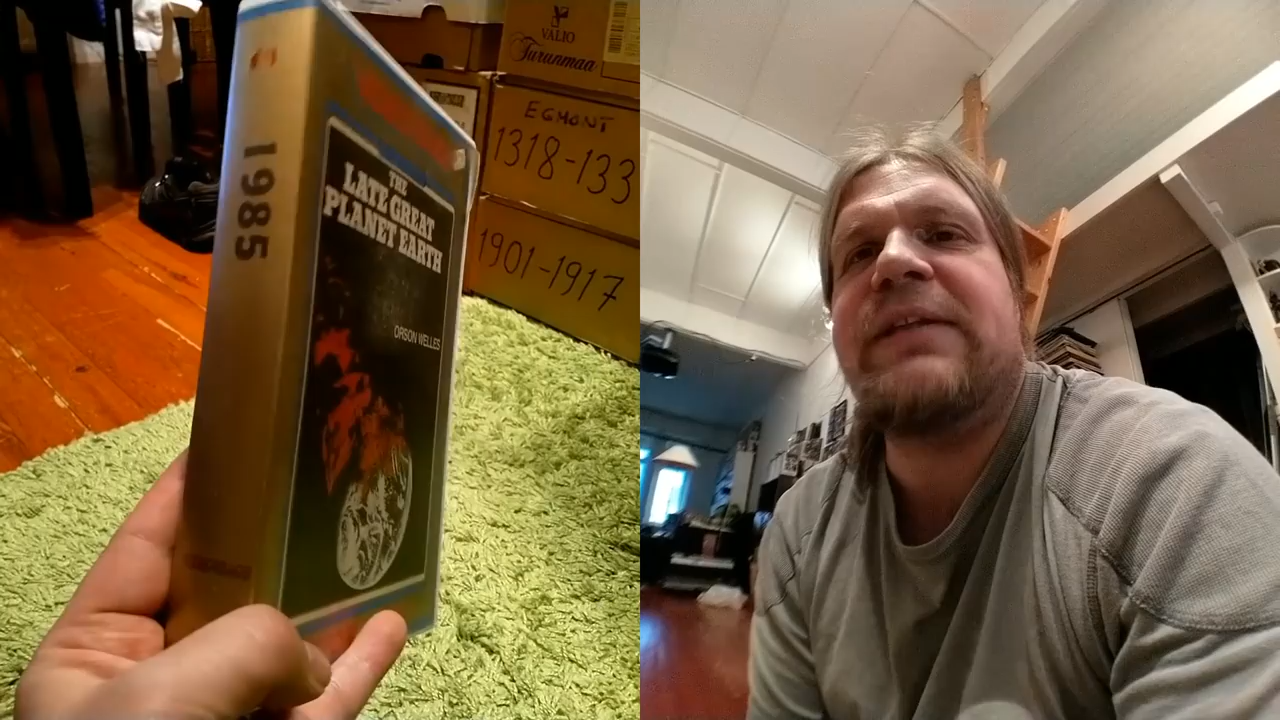 1985
THE
LATE GREAT
PLANET EARTH
ORSON WELLES
VALIO
Turunmaa
EGMONT
1318-133
1901-1917